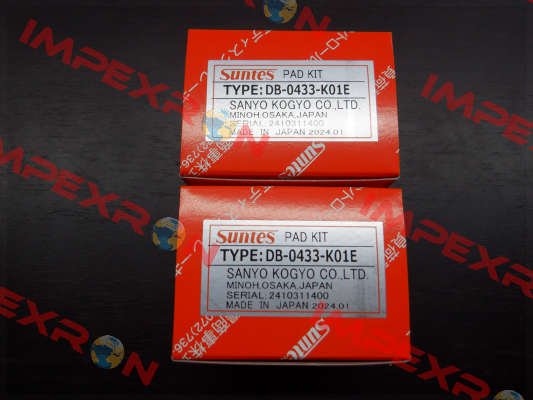 Suntes PAD KIT
TYPE:DB-0433-K01E
SANYO KOGYO CO.,LTD.
MINOH,OSAKA,JAPAN
SERIAL 2410311400
MADE IN JAPAN 2024.01
Suntes PAD KIT
TYPE:DB-0433-K01E
SANYO KOGYO CO.,LTD.
MINOH,OSAKA,JAPAN
SERIAL 2410311400
MADE IN JAPAN 2024.01
IMPEXRON
IMPEXRON
IMPEXRON